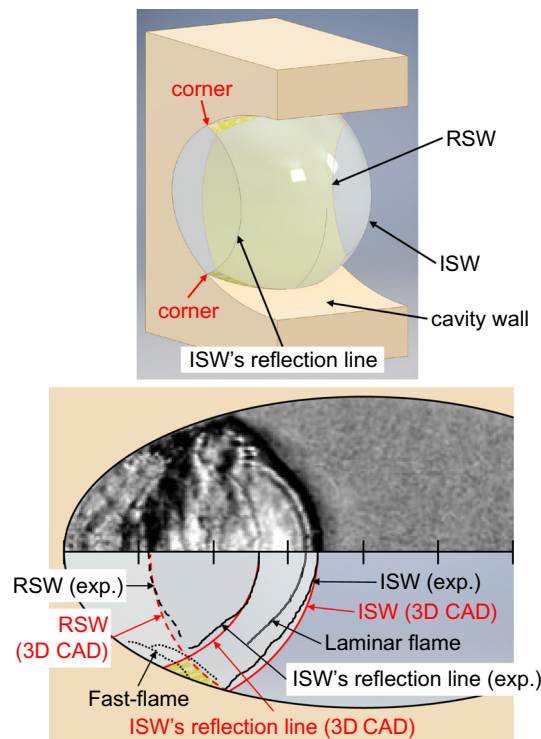 corner
RSW
ISW
corner
cavity wall
ISW's reflection line
RSW (exp.)
ISW (exp.)
RSW
(3D CAD)
ISW (3D CAD)
Laminar flame
ISW's reflection line (exp.)
Fast-flame
ISW's reflection line (3D CAD)